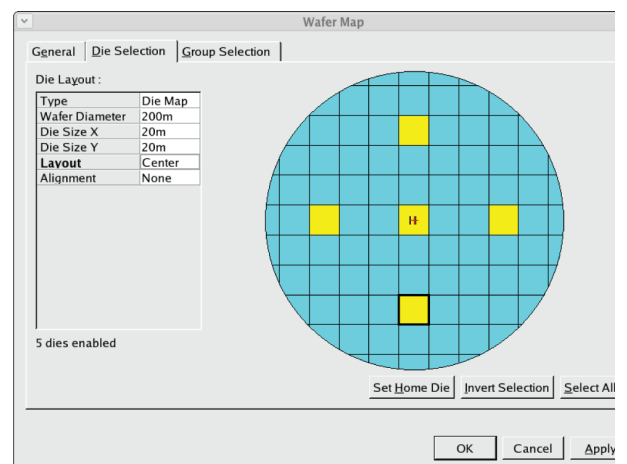 Wafer Map
General Die Selection Group Selection
Die Layout :
Type Die Map
Wafer Diameter 200m
Die Size X 20m
Die Size Y 20m
Layout Center
Alignment None
H
5 dies enabled
Set Home Die Invert Selection Select All
OK Cancel Apply